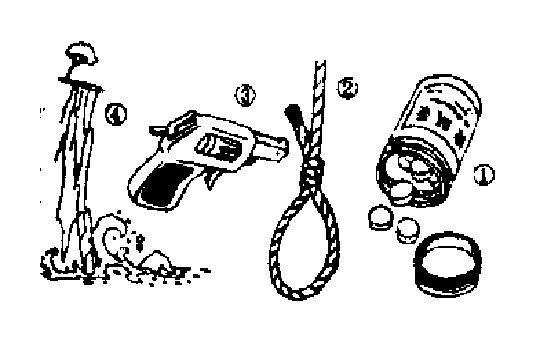 ④
③
②
①